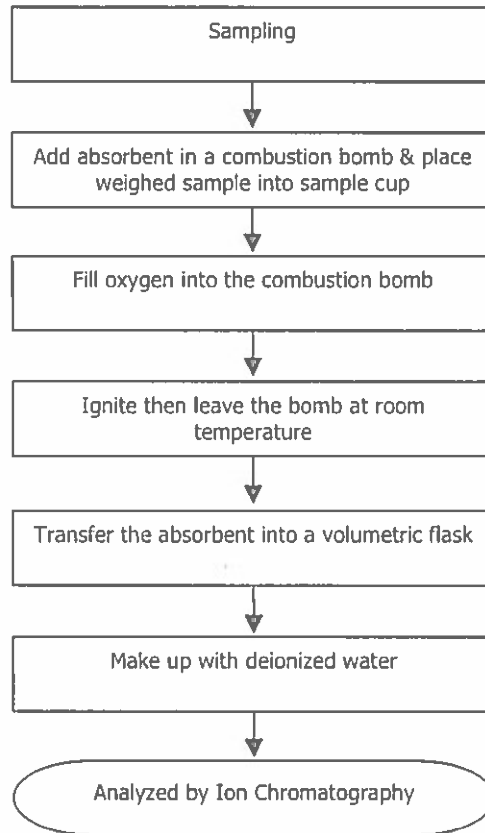 Sampling
Add absorbent in a combustion bomb & place
weighed sample into sample cup
Fill oxygen into the combustion bomb
Ignite then leave the bomb at room
temperature
Transfer the absorbent into a volumetric flask
Make up with deionized water
Analyzed by Ion Chromatography